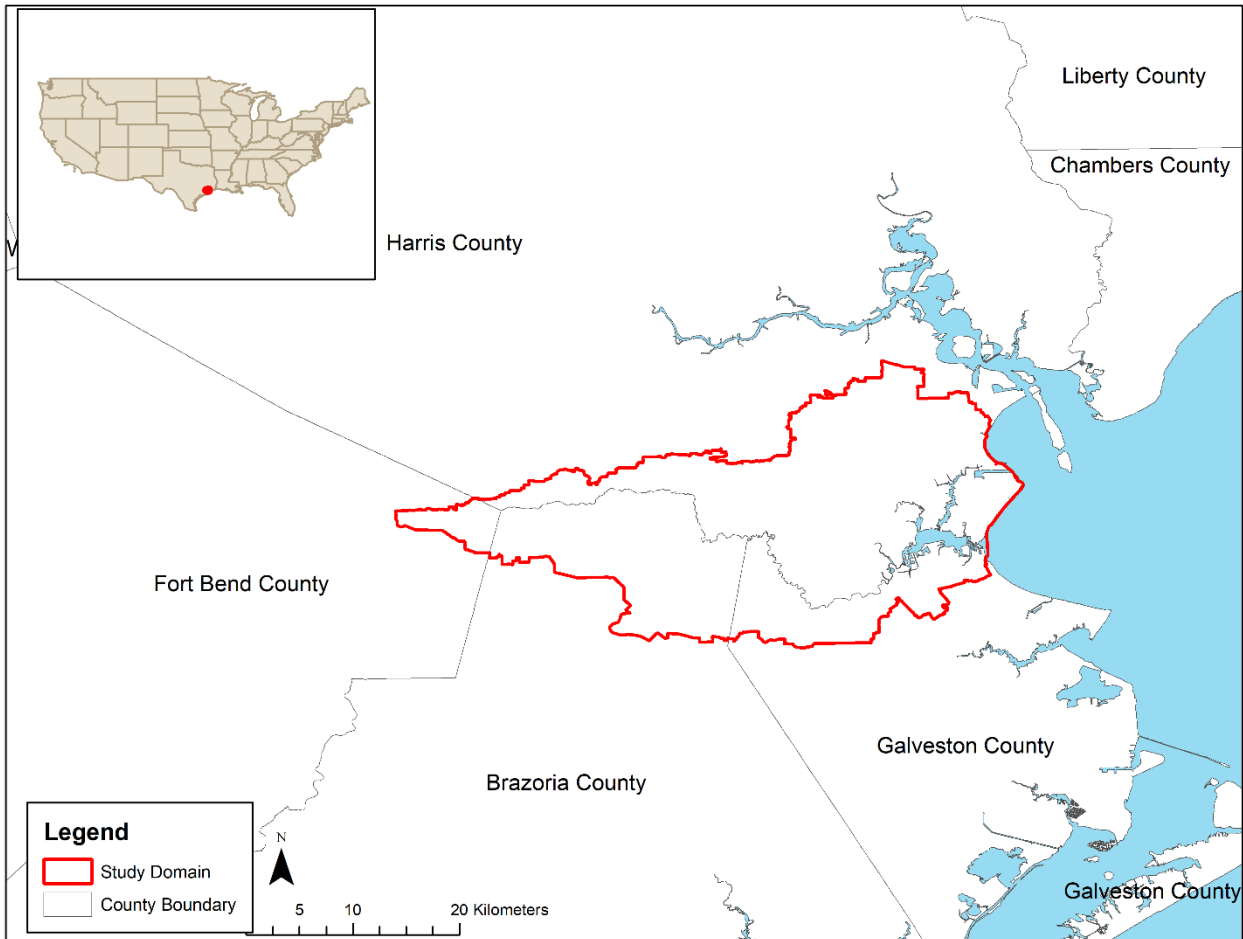 Liberty County
Chambers County
Harris County
Fort Bend County
Galveston County
Brazoria County
Legend
Study Domain
County Boundary
N
5 10 20 Kilometers
Galveston County